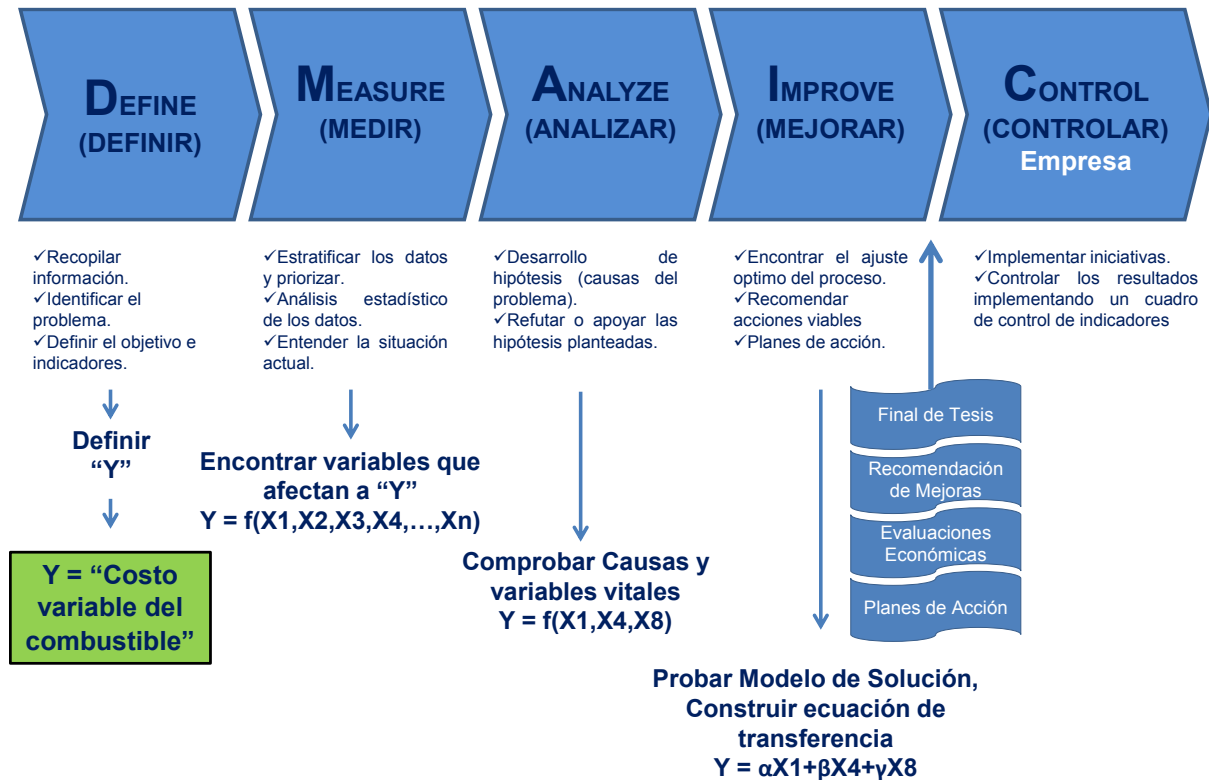 DEFINE
(DEFINIR)
MEASURE
(MEDIR)
ANALYZE
(ANALIZAR)
IMPROVE
(MEJORAR)
CONTROL
(CONTROLAR)
Empresa
✓Recopilar
información.
✓Identificar el
problema.
✓Definir el objetivo e
indicadores.
✓Estratificar los datos
y priorizar.
✓Análisis estadístico
de los datos.
✓Entender la situación
actual.
✓Desarrollo de
hipótesis (causas del
problema).
✓Refutar o apoyar las
hipótesis planteadas.
✓Encontrar el ajuste
optimo del proceso.
✓Recomendar
acciones viables
✓Planes de acción.
✓Implementar iniciativas.
✓Controlar los resultados
implementando un cuadro
de control de indicadores
Definir
“Y”
Y = “Costo
variable del
combustible”
Encontrar variables que
afectan a “Y”
Y = f(X1,X2,X3,X4,…,Xn)
Comprobar Causas y
variables vitales
Y = f(X1,X4,X8)
Final de Tesis
Recomendación
de Mejoras
Evaluaciones
Económicas
Planes de Acción
Probar Modelo de Solución,
Construir ecuación de
transferencia
Y = αX1+βX4+γX8